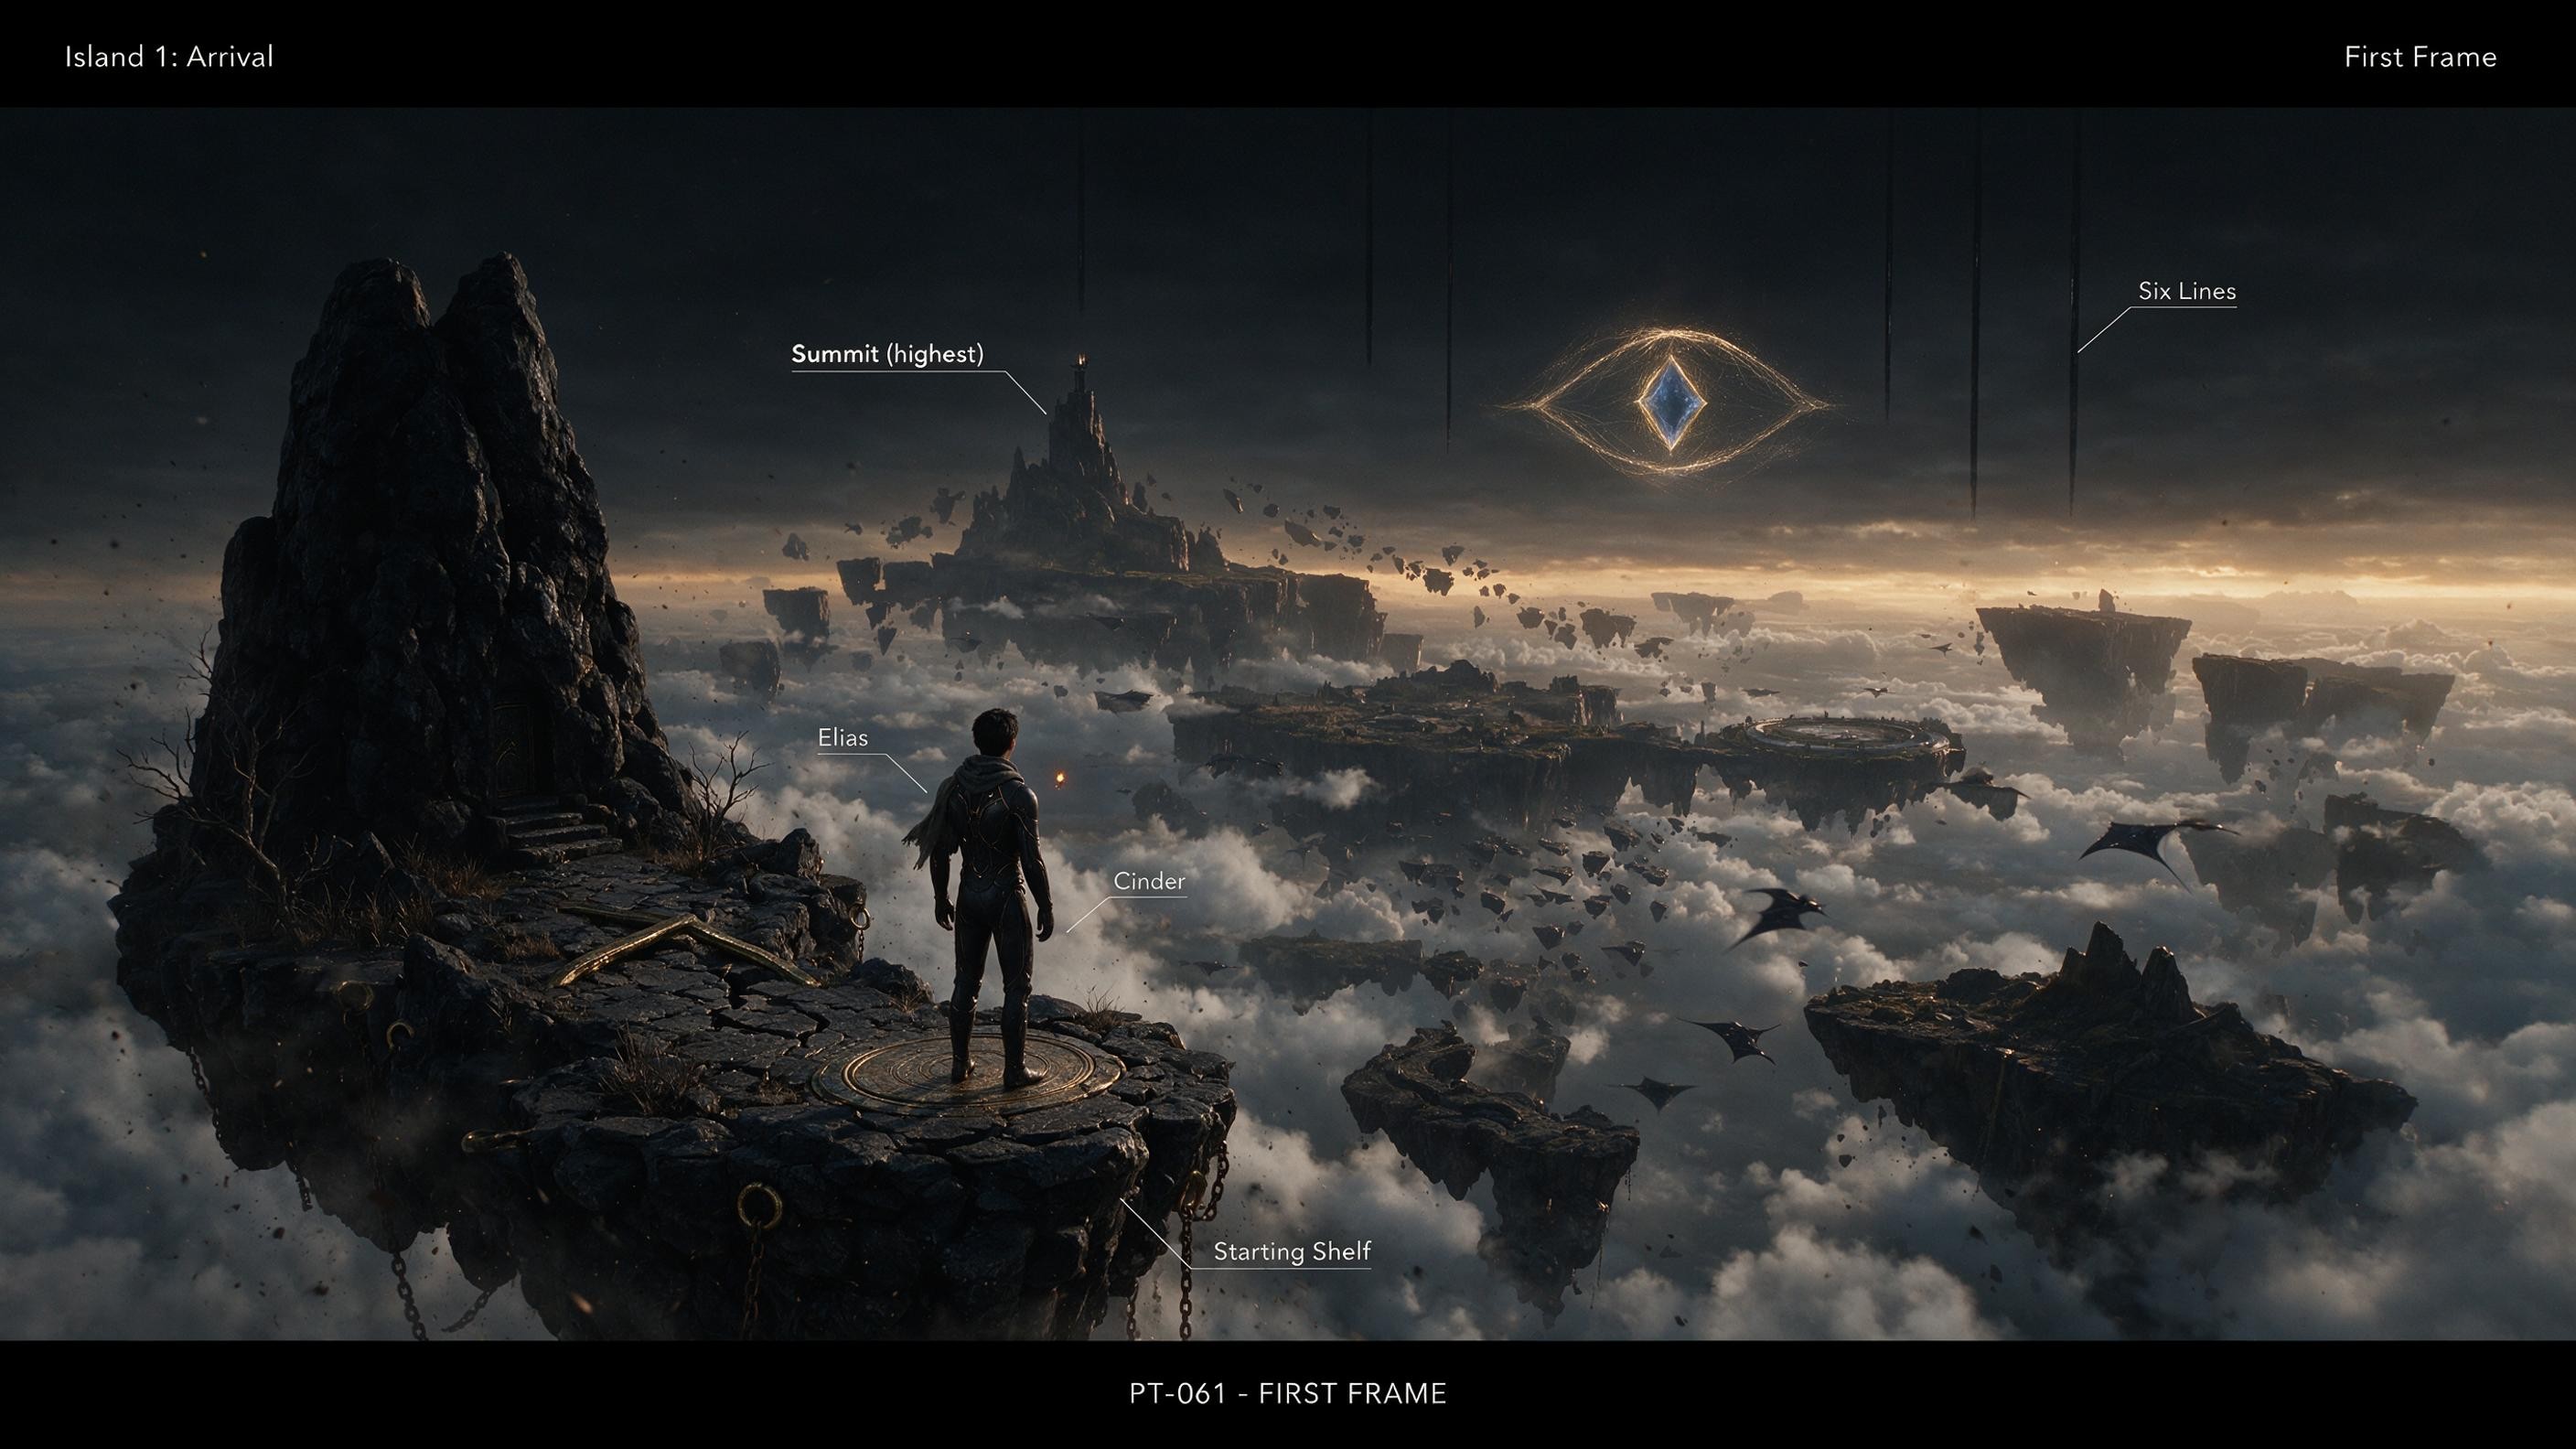 Island 1: Arrival
First Frame
Six Lines
Summit (highest)
Elias
Cinder
Starting Shelf
PT-061 - FIRST FRAME